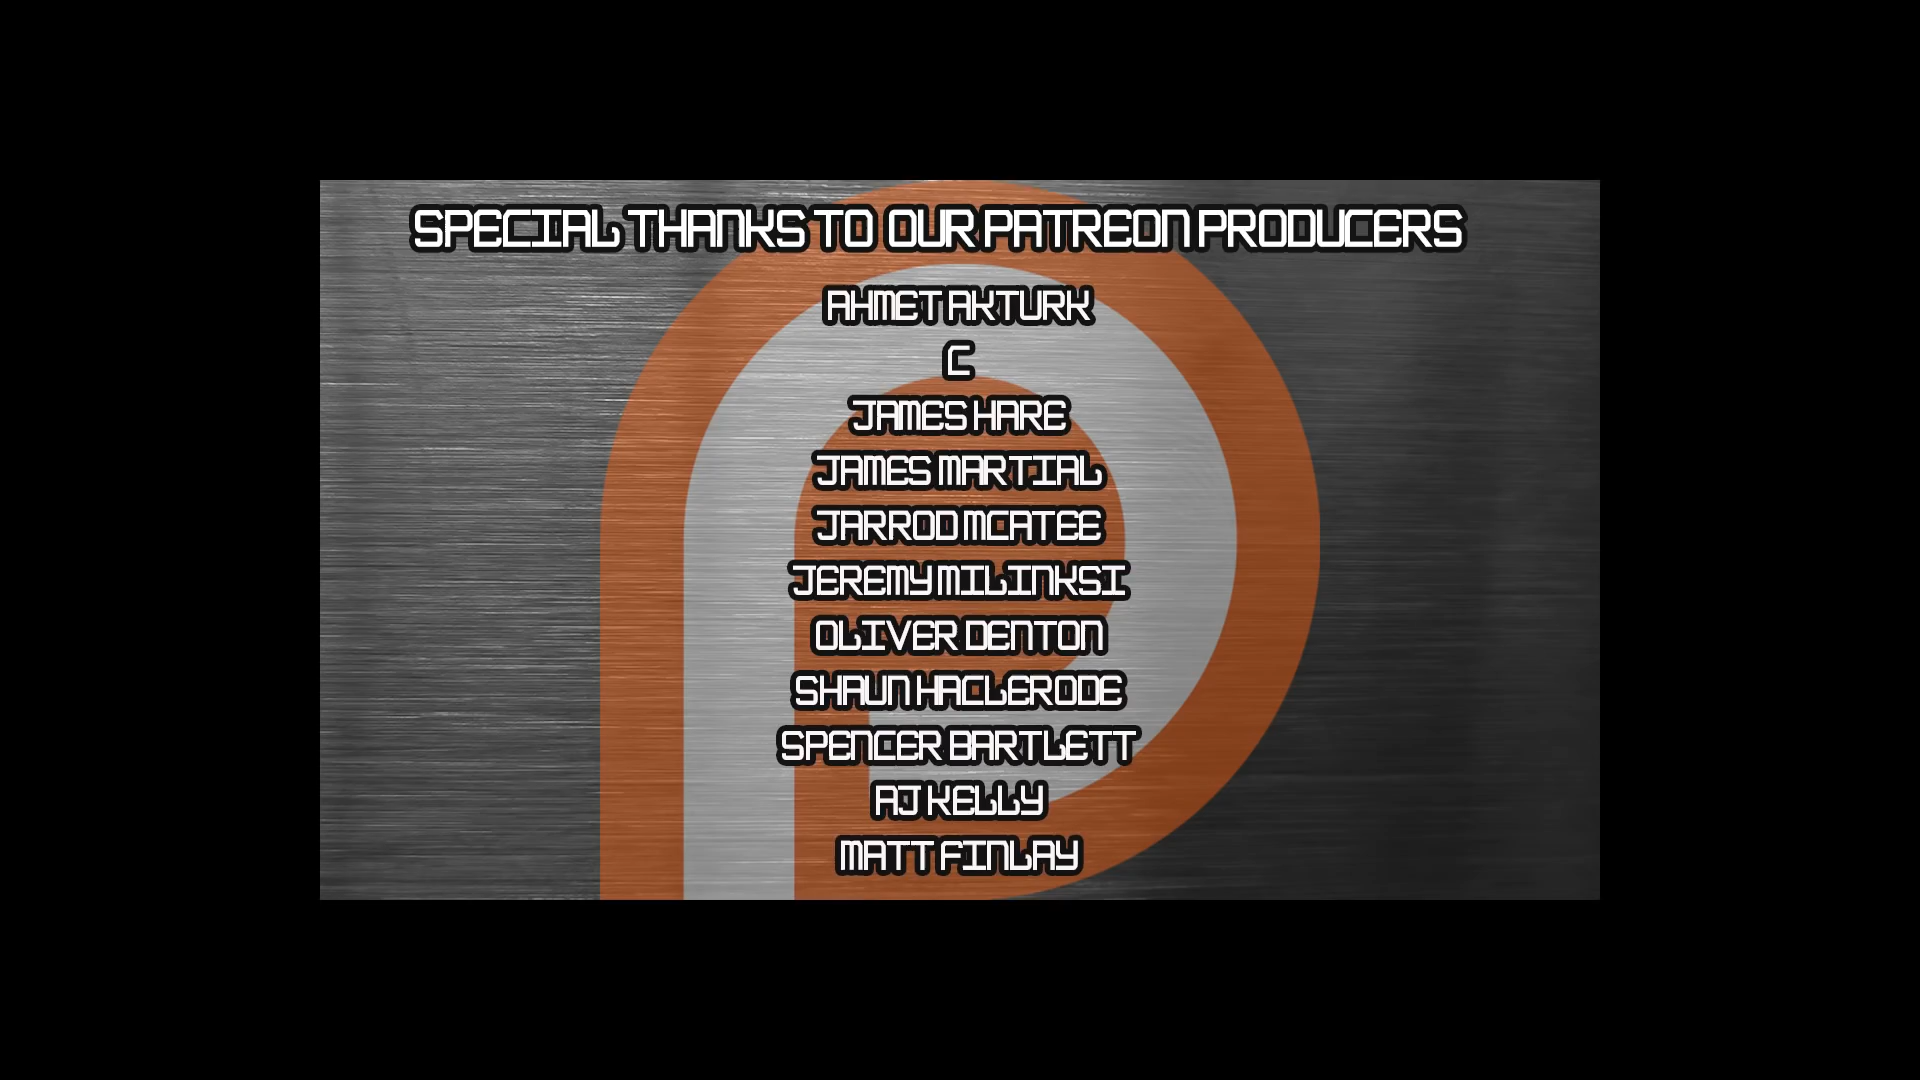 SPECIAL THANKS TO OUR PATREON PRODUCERS
AHMET AKTURK
C
JAMES HARE
JAMES MARTIAL
JARROD MCATEE
JEREMY MILINKSI
OLIVER DENTON
SHAUN HACLERODE
SPENCER BARTLETT
AJ KELLY
MATT FINLAY